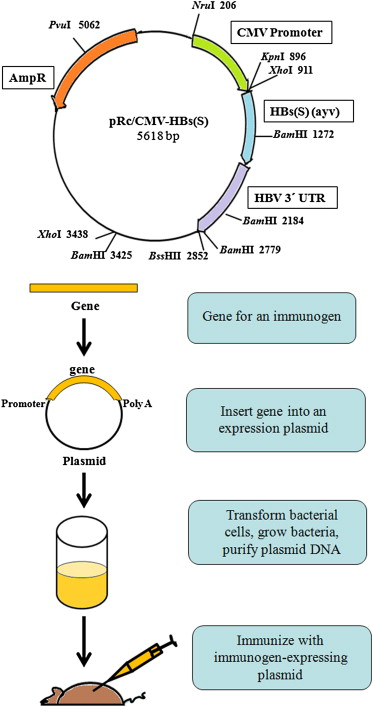 NruI 206
PvuI 5062
CMV Promoter
KpnI 896
XhoI 911
AmpR
pRc/CMV-HBs(S)
5618 bp
HBs(S) (ayv)
BamHI 1272
HBV 3´ UTR
BamHI 2184
XhoI 3438
BamHI 3425
BssHII 2852
BamHI 2779
Gene
Gene for an immunogen
gene
Promoter
Poly A
Insert gene into an
expression plasmid
Plasmid
Transform bacterial
cells, grow bacteria,
purify plasmid DNA
Immunize with
immunogen-expressing
plasmid